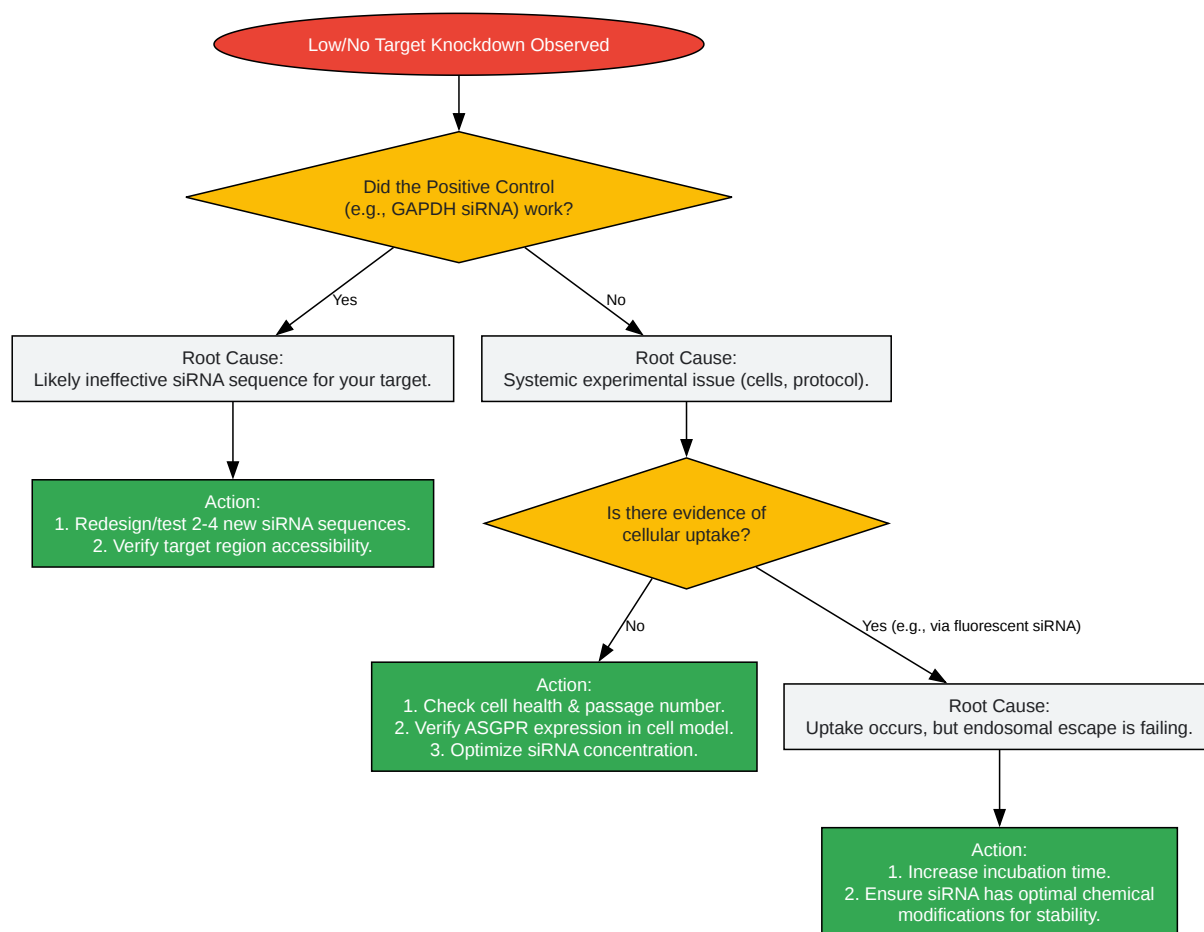 Low/No Target Knockdown Observed
Did the Positive Control
(e.g., GAPDH siRNA) work?
Yes
No
Root Cause:
Likely ineffective siRNA sequence for your target.
Root Cause:
Systemic experimental issue (cells, protocol).
Action:
1. Redesign/test 2-4 new siRNA sequences.
2. Verify target region accessibility.
Is there evidence of
cellular uptake?
No
Yes (e.g., via fluorescent siRNA)
Action:
1. Check cell health & passage number.
2. Verify ASGPR expression in cell model.
3. Optimize siRNA concentration.
Root Cause:
Uptake occurs, but endosomal escape is failing.
Action:
1. Increase incubation time.
2. Ensure siRNA has optimal chemical
modifications for stability.